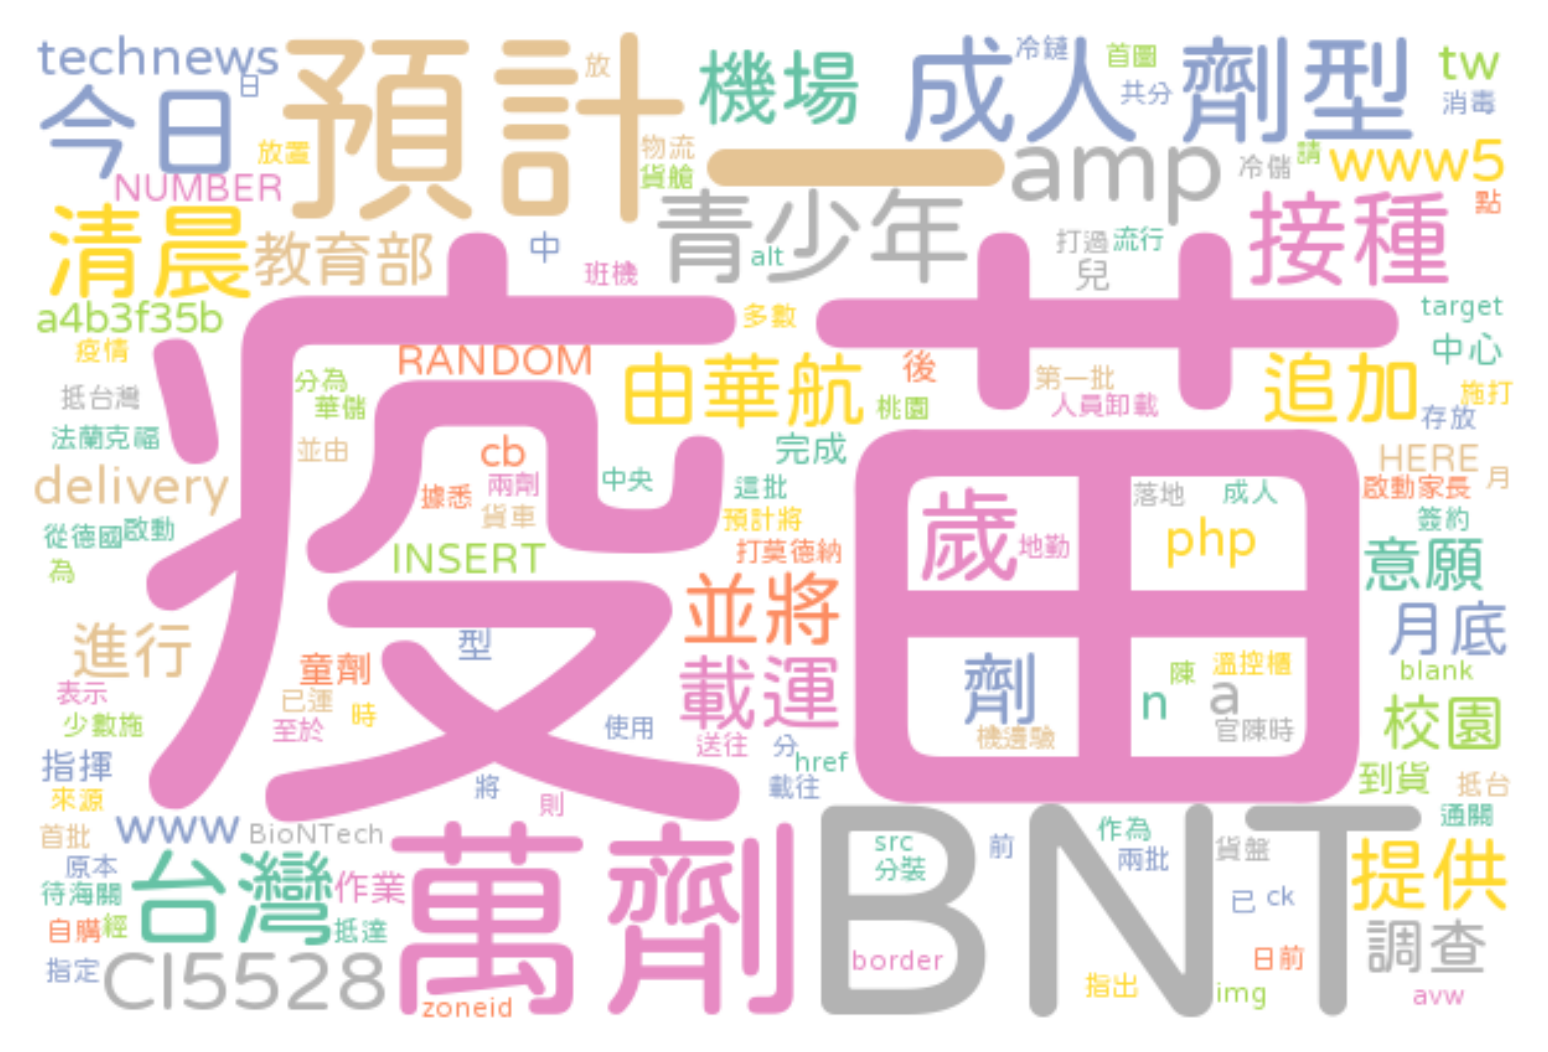 technews
日
今日
預計
放
機場
成人
冷鏈
首圖
共分
劑型
tw
消毒
NUMBER
放置
物流
貨艙
一
amp
冷儲
請
www5
點
清晨
教育部
中
班機
青少年
alt
打過
流行
兒
接種
a4b3f35b
疫情
疫苗
多數
target
中心
RANDOM
由華航
後
第一批
人員卸載
追加
施打
存放
抵台灣
分為
華儲
桃園
法蘭克福
並由
cb
完成
HERE
月
delivery
據悉
兩劑
貨車
中央
這批
歲
落地
成人
啟動家長
從德國
啟動
預計將
簽約
為
INSERT
打莫德納
地勤
php
意願
並將
進行
型
月底
童劑
載運
劑
陳
溫控櫃
blank
表示
已運
n
a
少數施
至於
時
使用
送往
分
機邊驗
官陳時
校園
指揮
href
到貨
抵台
來源
將
則
載往
首批
www
BioNTech
BNT
通關
原本
src
前
作為
兩批
貨盤
待海關
台灣
作業
萬劑
分裝
已
ck
提供
自購
經
抵達
調查
指定
CI5528
border
日前
指出
img
avw
zoneid